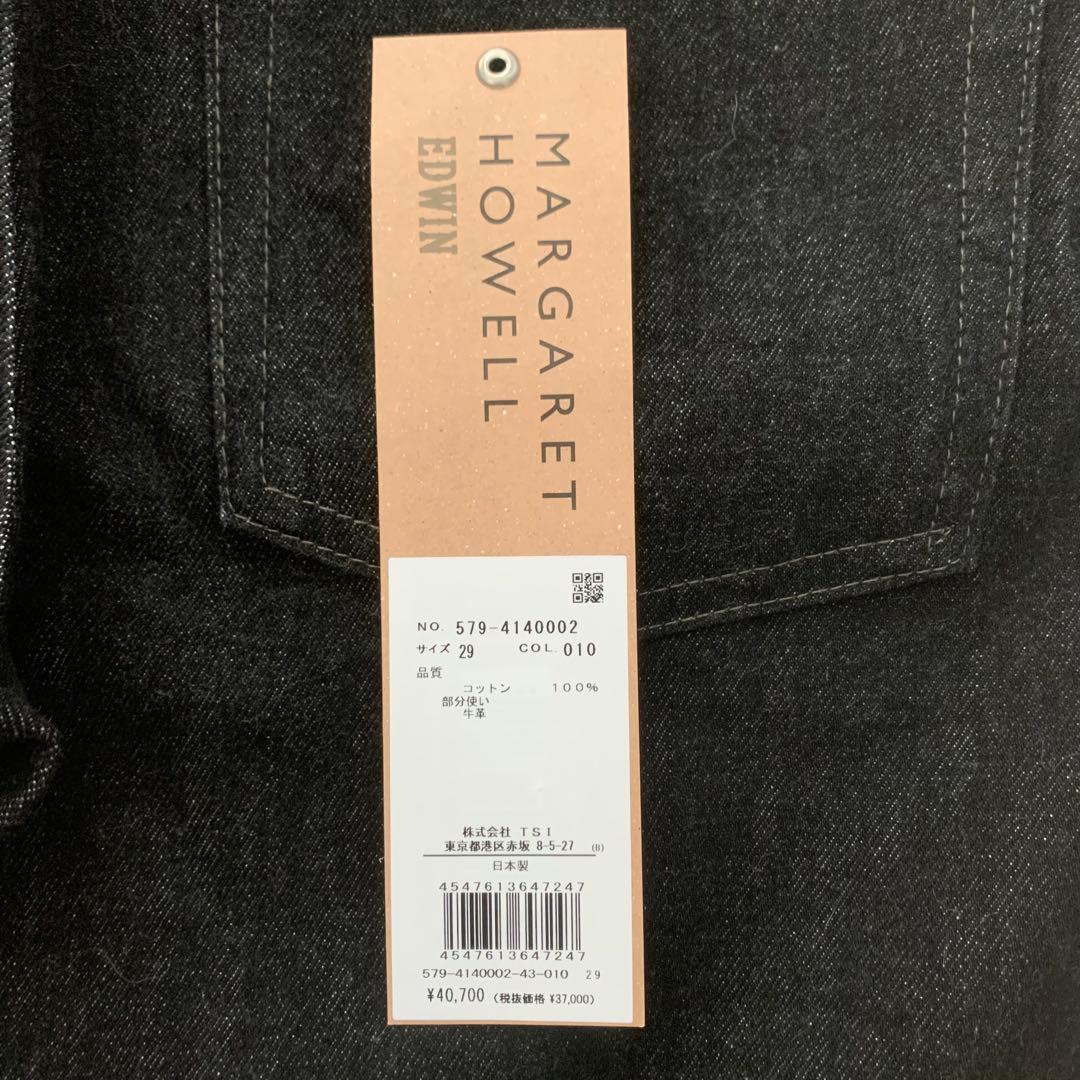 MARGARET
HOWELL
EDWIN
NO. 579-4140002
サイズ 29 COL. 010
品質
コットン 100%
部分使い
牛革
株式会社 TSI
東京都港区赤坂 8-5-27 (B)
日本製
4547613647247
4547613647247
579-4140002-43-010 29
¥40,700 (税抜価格 ¥37,000)